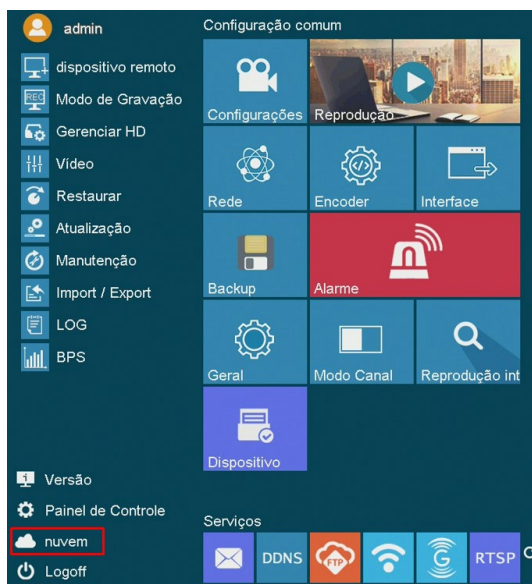 admin
dispositivo remoto
REC
Modo de Gravação
Gerenciar HD
Vídeo
Restaurar
Atualização
Manutenção
Import / Export
LOG
BPS
Versão
Painel de Controle
nuvem
Logoff
Configuração comum
Configurações
Reprodução
Rede
Encoder
Interface
Backup
Alarme
Geral
Modo Canal
Reprodução int
Dispositivo
Serviços
DDNS
FTP
G
RTSP